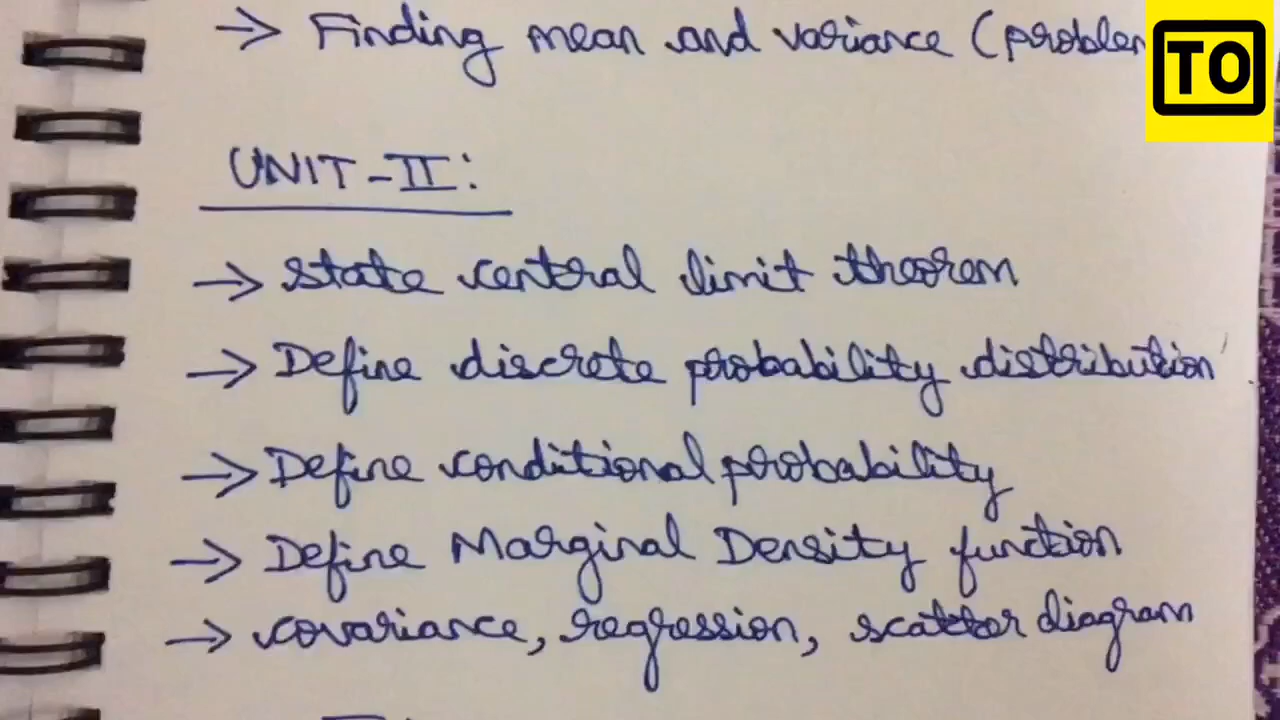 → Finding mean and variance (problem
TO
UNIT-II:
→ state central limit theorem
→ Define discrete probability distribution
→ Define conditional probability
→ Define Marginal Density function
→ covariance, regression, scatter diagram